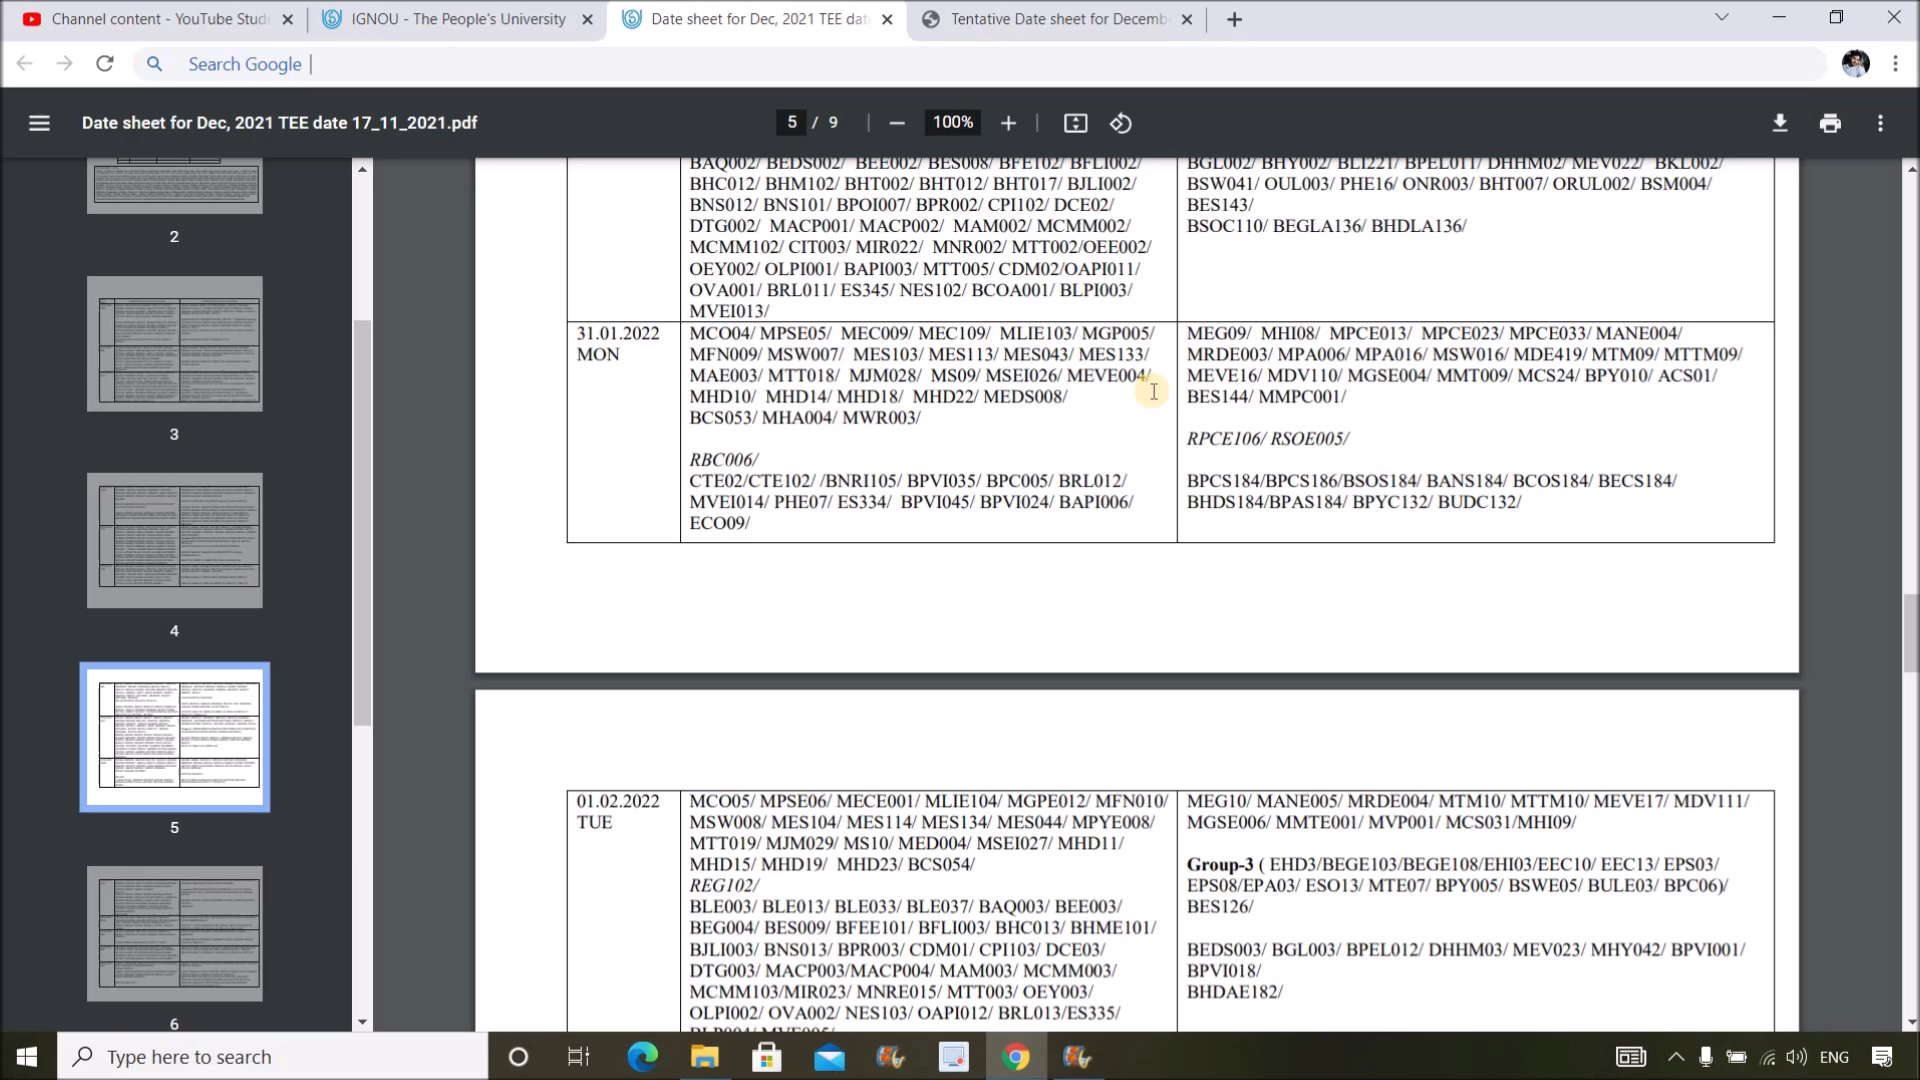 Channel content - YouTube Stud
IGNOU - The People's University
Date sheet for Dec, 2021 TEE dat
Tentative Date sheet for Decemb
Search Google
Date sheet for Dec, 2021 TEE date 17_11_2021.pdf
5 / 9
100%
2
3
4
5
6
BAQ002/ BEDS002/ BEE002/ BES008/ BFET02/ BFLI002/
BHC012/ BHM102/ BHT002/ BHT012/ BHT017/ BJLI002/
BNS012/ BNS101/ BPOI007/ BPR002/ CPI102/ DCE02/
DTG002/ MACP001/ MACP002/ MAM002/ MCMM002/
MCMM102/ CIT003/ MIR022/ MNR002/ MTT002/OEE002/
OEY002/ OLPI001/ BAPI003/ MTT005/ CDM02/OAPI011/
OVA001/ BRL011/ ES345/ NES102/ BCOA001/ BLPI003/
MVEI013/
BGL002/ BHY002/ BLI221/ BPEL011/ DHHM02/ MEV022/ BKL002/
BSW041/ OUL003/ PHE16/ ONR003/ BHT007/ ORUL002/ BSM004/
BES143/
BSOC110/ BEGLA136/ BHDLA136/
31.01.2022
MON
MCO04/ MPSE05/ MEC009/ MEC109/ MLIE103/ MGP005/
MFN009/ MSW007/ MES103/ MES113/ MES043/ MES133/
MAE003/ MTT018/ MJM028/ MS09/ MSEI026/ MEVE004/
MHD10/ MHD14/ MHD18/ MHD22/ MEDS008/
BCS053/ MHA004/ MWR003/
RBC006/
CTE02/CTE102/ /BNRI105/ BPVI035/ BPC005/ BRL012/
MVEI014/ PHE07/ ES334/ BPVI045/ BPVI024/ BAPI006/
ECO09/
MEG09/ MHI08/ MPCE013/ MPCE023/ MPCE033/ MANE004/
MRDE003/ MPA006/ MPA016/ MSW016/ MDE419/ MTM09/ MTTM09/
MEVE16/ MDV110/ MGSE004/ MMT009/ MCS24/ BPY010/ ACS01/
BES144/ MMPC001/
RPCE106/ RSOE005/
BPCS184/BPCS186/BSOS184/ BANS184/ BCOS184/ BECS184/
BHDS184/BPAS184/ BPYC132/ BUDC132/
01.02.2022
TUE
MCO05/ MPSE06/ MECE001/ MLIE104/ MGPE012/ MFN010/
MSW008/ MES104/ MES114/ MES134/ MES044/ MPYE008/
MTT019/ MJM029/ MS10/ MED004/ MSEI027/ MHD11/
MHD15/ MHD19/ MHD23/ BCS054/
REG102/
BLE003/ BLE013/ BLE033/ BLE037/ BAQ003/ BEE003/
BEG004/ BES009/ BFEE101/ BFLI003/ BHC013/ BHME101/
BJLI003/ BNS013/ BPR003/ CDM01/ CPI103/ DCE03/
DTG003/ MACP003/MACP004/ MAM003/ MCMM003/
MCMM103/MIR023/ MNRE015/ MTT003/ OEY003/
OLPI002/ OVA002/ NES103/ OAPI012/ BRL013/ES335/
MEG10/ MANE005/ MRDE004/ MTM10/ MTTM10/ MEVE17/ MDV111/
MGSE006/ MMTE001/ MVP001/ MCS031/MHI09/
Group-3 ( EHD3/BEGE103/BEGE108/EHI03/EEC10/ EEC13/ EPS03/
EPS08/EPA03/ ESO13/ MTE07/ BPY005/ BSWE05/ BULE03/ BPC06)/
BES126/
BEDS003/ BGL003/ BPEL012/ DHHM03/ MEV023/ MHY042/ BPVI001/
BPVI018/
BHDAE182/
Type here to search
ENG